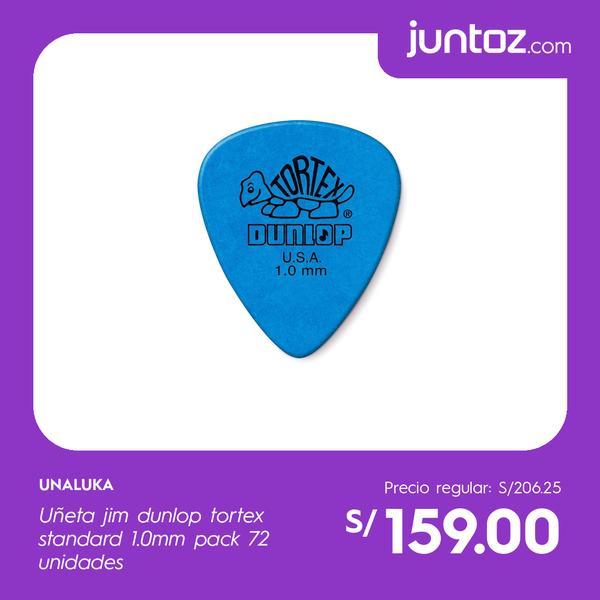 juntoz.com
TORTEX®
DUNLOP
U.S.A.
1.0 mm
UNALUKA
Uñeta jim dunlop tortex
standard 1.0mm pack 72
unidades
Precio regular: S/206.25
S/159.00